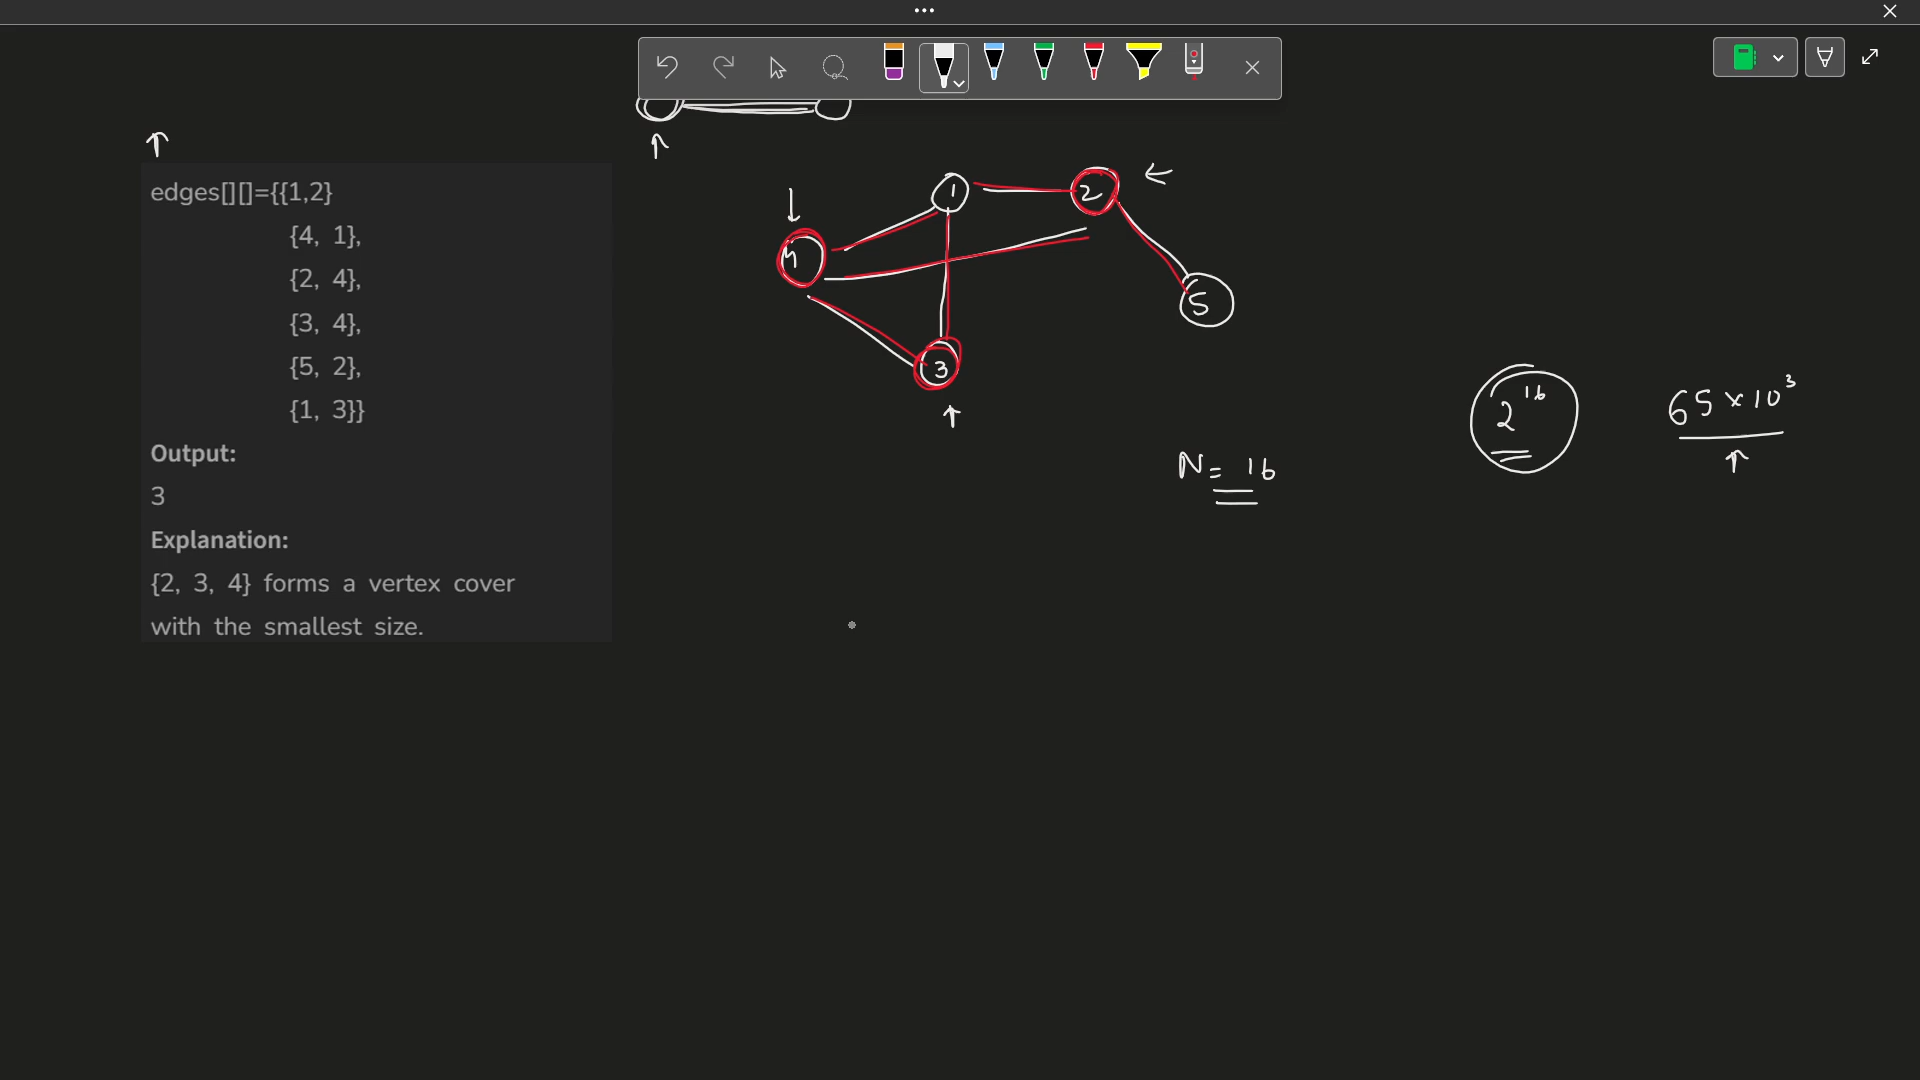 edges[][]={{1,2}
{4, 1},
{2, 4},
{3, 4},
{5, 2},
{1, 3}}
Output:
3
Explanation:
{2, 3, 4} forms a vertex cover
with the smallest size.
1
2
4
5
3
N = 16
2^16
65 × 10^3